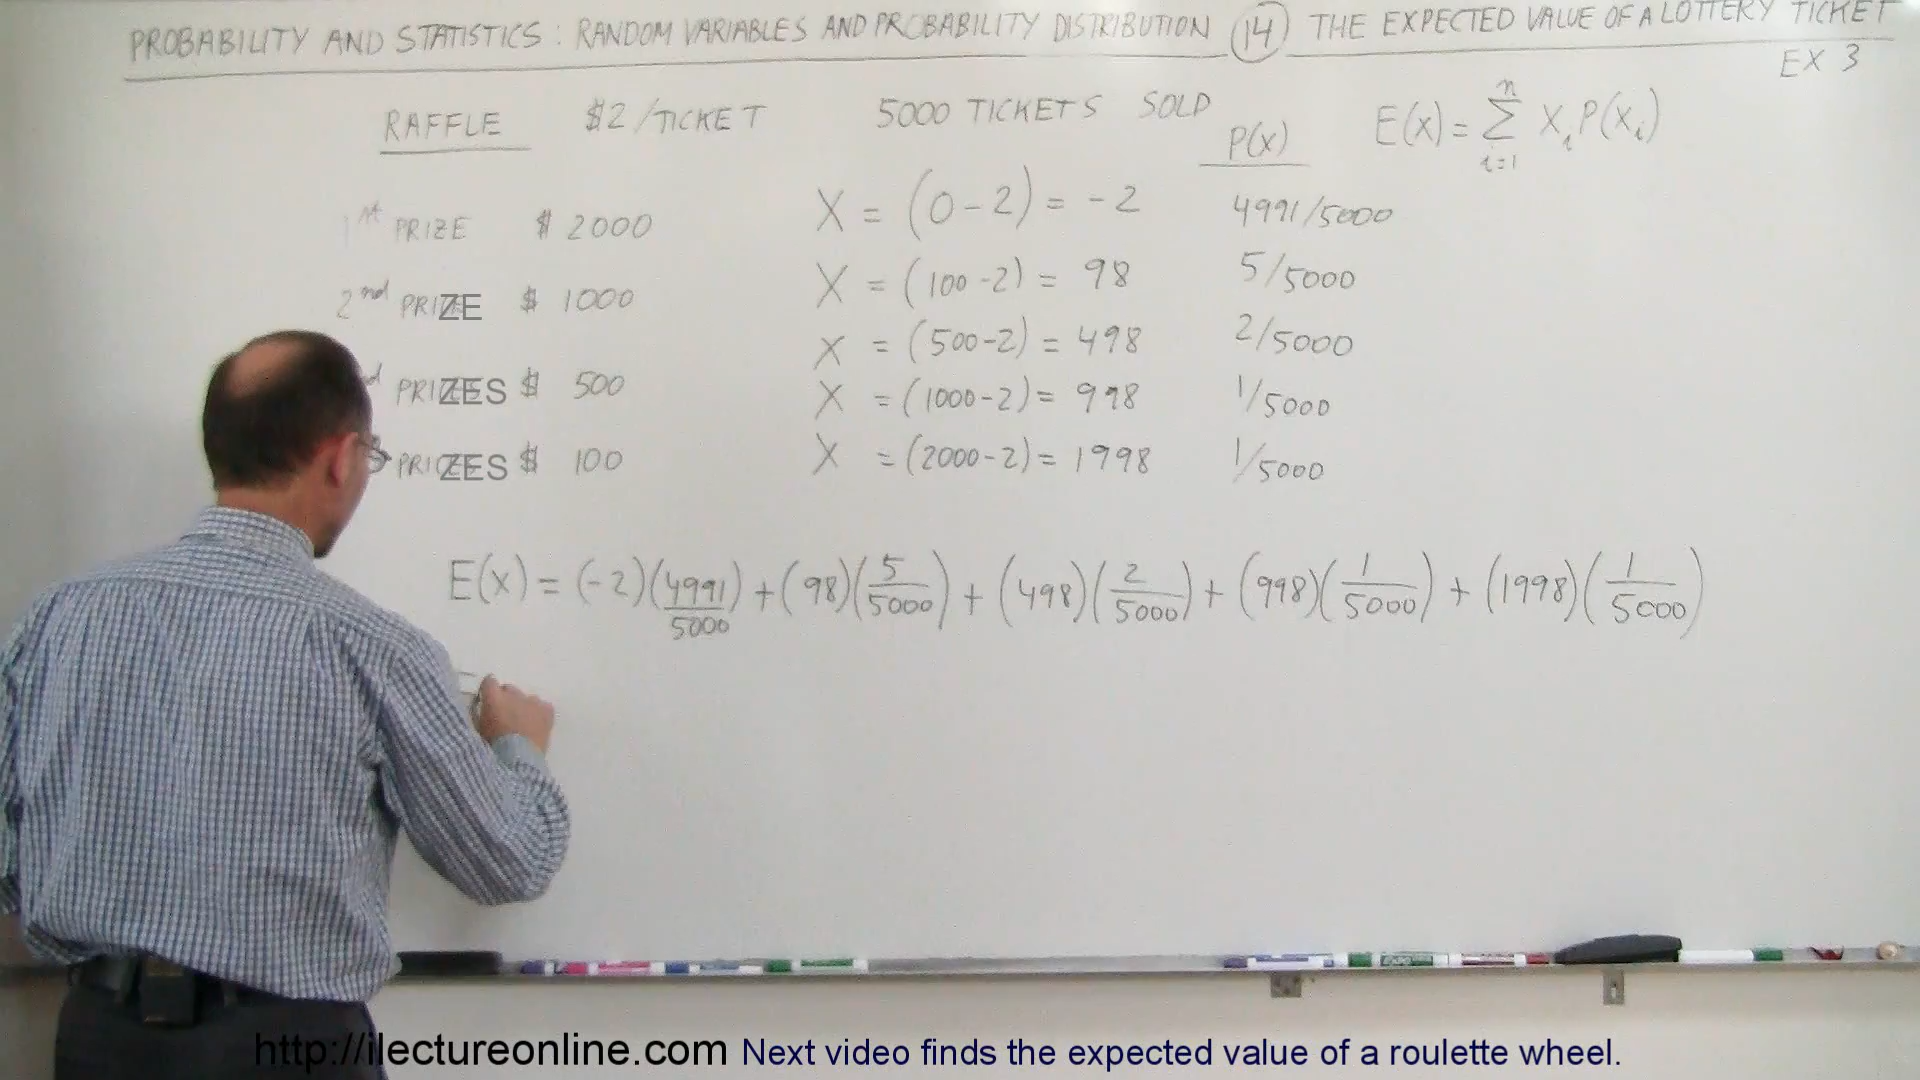 PROBABILITY AND STATISTICS: RANDOM VARIABLES AND PROBABILITY DISTRIBUTION 14 THE EXPECTED VALUE OF A LOTTERY TICKET
EX 3
RAFFLE $2/TICKET 5000 TICKETS SOLD
P(x) E(x) = Σ_{i=1}^{n} X_i P(X_i)
1st PRIZE $ 2000 X = (0-2) = -2 4991/5000
2nd PRIZE $ 1000 X = (100-2) = 98 5/5000
PRIZES $ 500 X = (500-2) = 498 2/5000
X = (1000-2) = 998 1/5000
PRIZES $ 100 X = (2000-2) = 1998 1/5000
E(x) = (-2)(4991/5000) + (98)(5/5000) + (498)(2/5000) + (998)(1/5000) + (1998)(1/5000)
http://ilectureonline.com Next video finds the expected value of a roulette wheel.